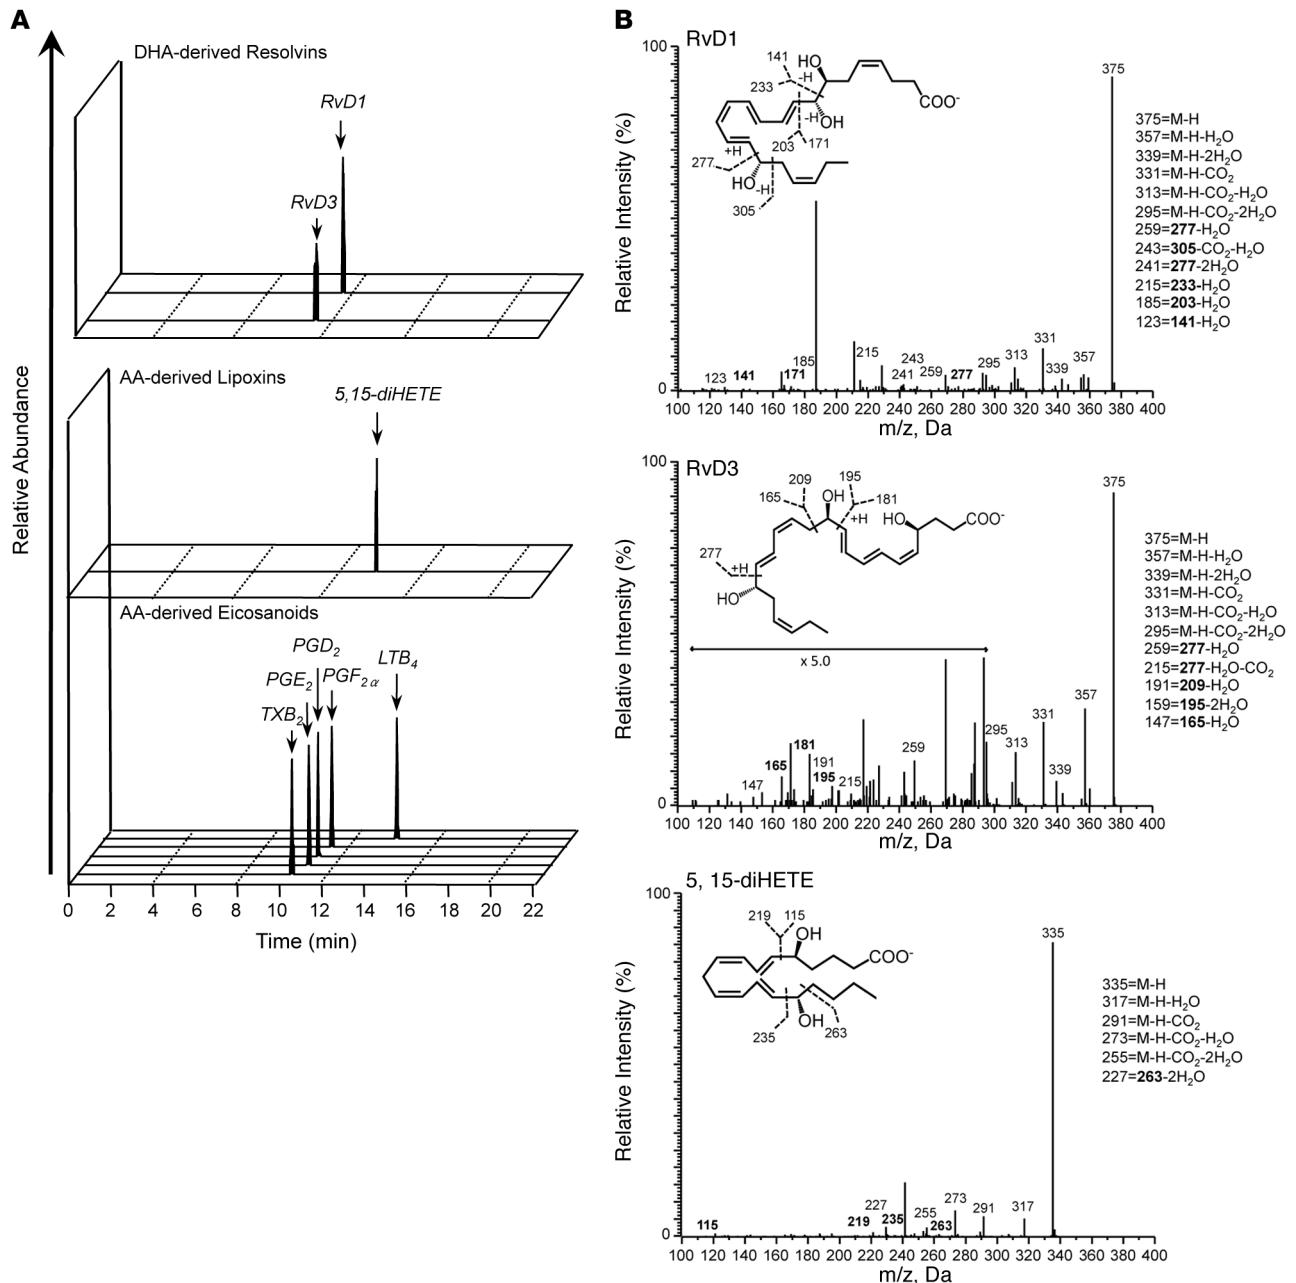 A
DHA-derived Resolvins
RvD1
RvD3
AA-derived Lipoxins
5,15-diHETE
AA-derived Eicosanoids
PGD2
PGE2
PGF2α
LTB4
TXB2
Relative Abundance
0 2 4 6 8 10 12 14 16 18 20 22
Time (min)
B
RvD1
100
Relative Intensity (%)
0
HO
141
-H
233
COO-
-H
OH
203
171
+H
277
HO
-H
305
375
375=M-H
357=M-H-H2O
339=M-H-2H2O
331=M-H-CO2
313=M-H-CO2-H2O
295=M-H-CO2-2H2O
259=277-H2O
243=305-CO2-H2O
241=277-2H2O
215=233-H2O
185=203-H2O
123=141-H2O
123 141 171 185 215 241 243 259 277 295 313 331 339 357
100 120 140 160 180 200 220 240 260 280 300 320 340 360 380 400
m/z, Da
RvD3
100
Relative Intensity (%)
0
209
195
165
OH
181
+H
HO
COO-
277
+H
HO
x 5.0
375
375=M-H
357=M-H-H2O
339=M-H-2H2O
331=M-H-CO2
313=M-H-CO2-H2O
295=M-H-CO2-2H2O
259=277-H2O
215=277-H2O-CO2
191=209-H2O
159=195-2H2O
147=165-H2O
147 165 181 191 195 215 259 295 313 331 339 357
100 120 140 160 180 200 220 240 260 280 300 320 340 360 380 400
m/z, Da
5, 15-diHETE
100
Relative Intensity (%)
0
219
115
OH
COO-
OH
235
263
335
335=M-H
317=M-H-H2O
291=M-H-CO2
273=M-H-CO2-H2O
255=M-H-CO2-2H2O
227=263-2H2O
115 219 227 235 255 263 273 291 317
100 120 140 160 180 200 220 240 260 280 300 320 340 360 380 400
m/z, Da